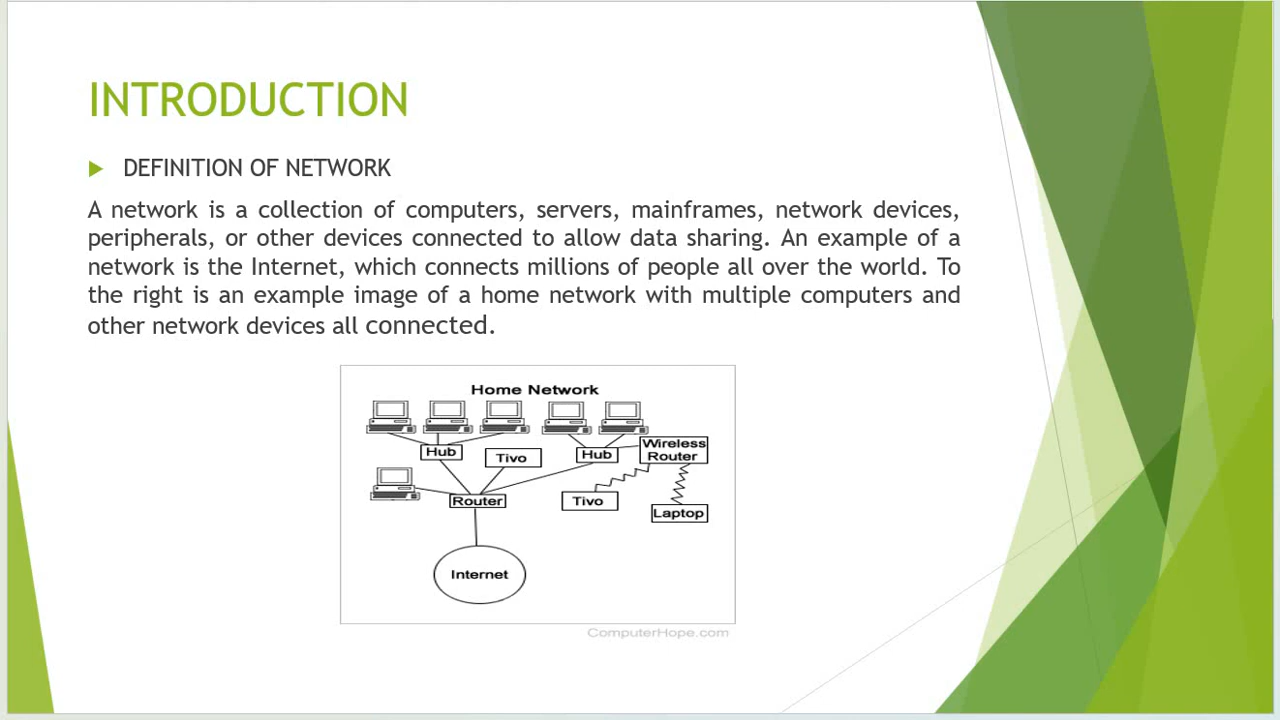 INTRODUCTION
DEFINITION OF NETWORK
A network is a collection of computers, servers, mainframes, network devices,
peripherals, or other devices connected to allow data sharing. An example of a
network is the Internet, which connects millions of people all over the world. To
the right is an example image of a home network with multiple computers and
other network devices all connected.
Home Network
Hub
Tivo
Hub
Wireless
Router
Router
Tivo
Laptop
Internet
ComputerHope.com